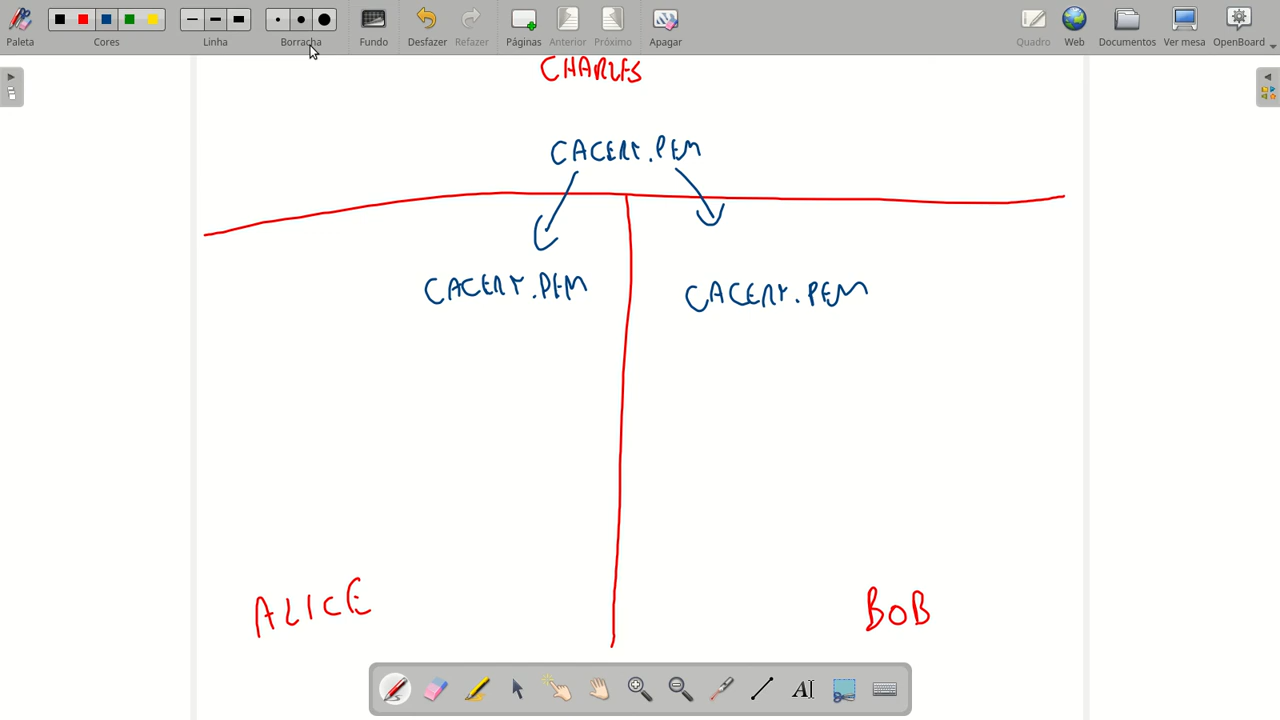 Paleta Cores Linha Borracha Fundo Desfazer Refazer Páginas Anterior Próximo Apagar Quadro Web Documentos Ver mesa OpenBoard
CHARLES
CACERT.PEM
CACERT.PEM CACERT.PEM
ALICE BOB
AI